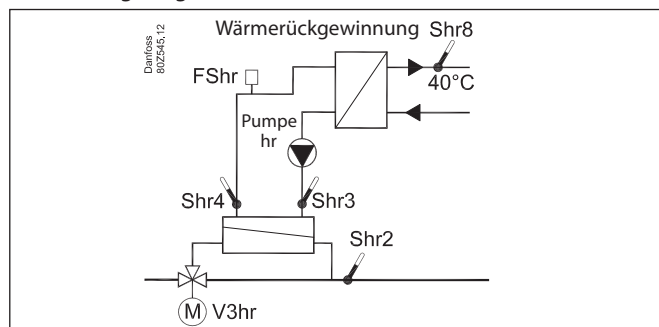 Danfoss
80Z545.12
Wärmerückgewinnung
Shr8
FShr
40°C
Pumpe
hr
Shr4
Shr3
Shr2
M
V3hr